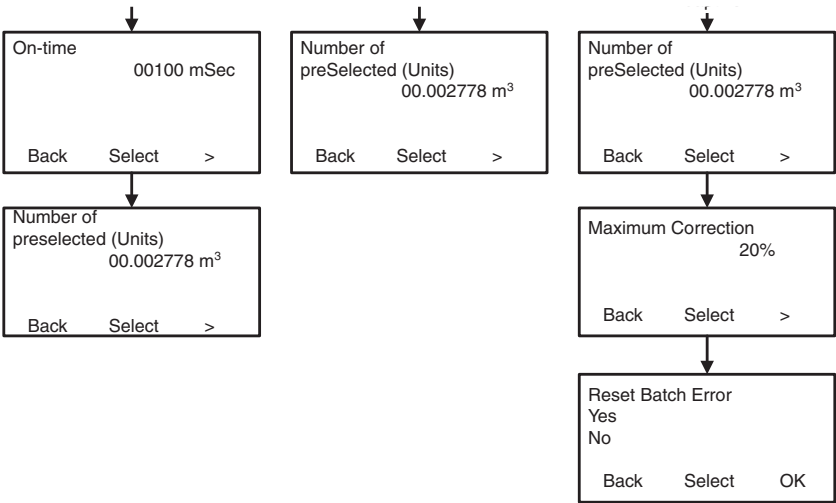 On-time
00100 mSec
Back Select >
Number of
preselected (Units)
00.002778 m³
Back Select >
Number of
preSelected (Units)
00.002778 m³
Back Select >
Number of
preSelected (Units)
00.002778 m³
Back Select >
Maximum Correction
20%
Back Select >
Reset Batch Error
Yes
No
Back Select OK